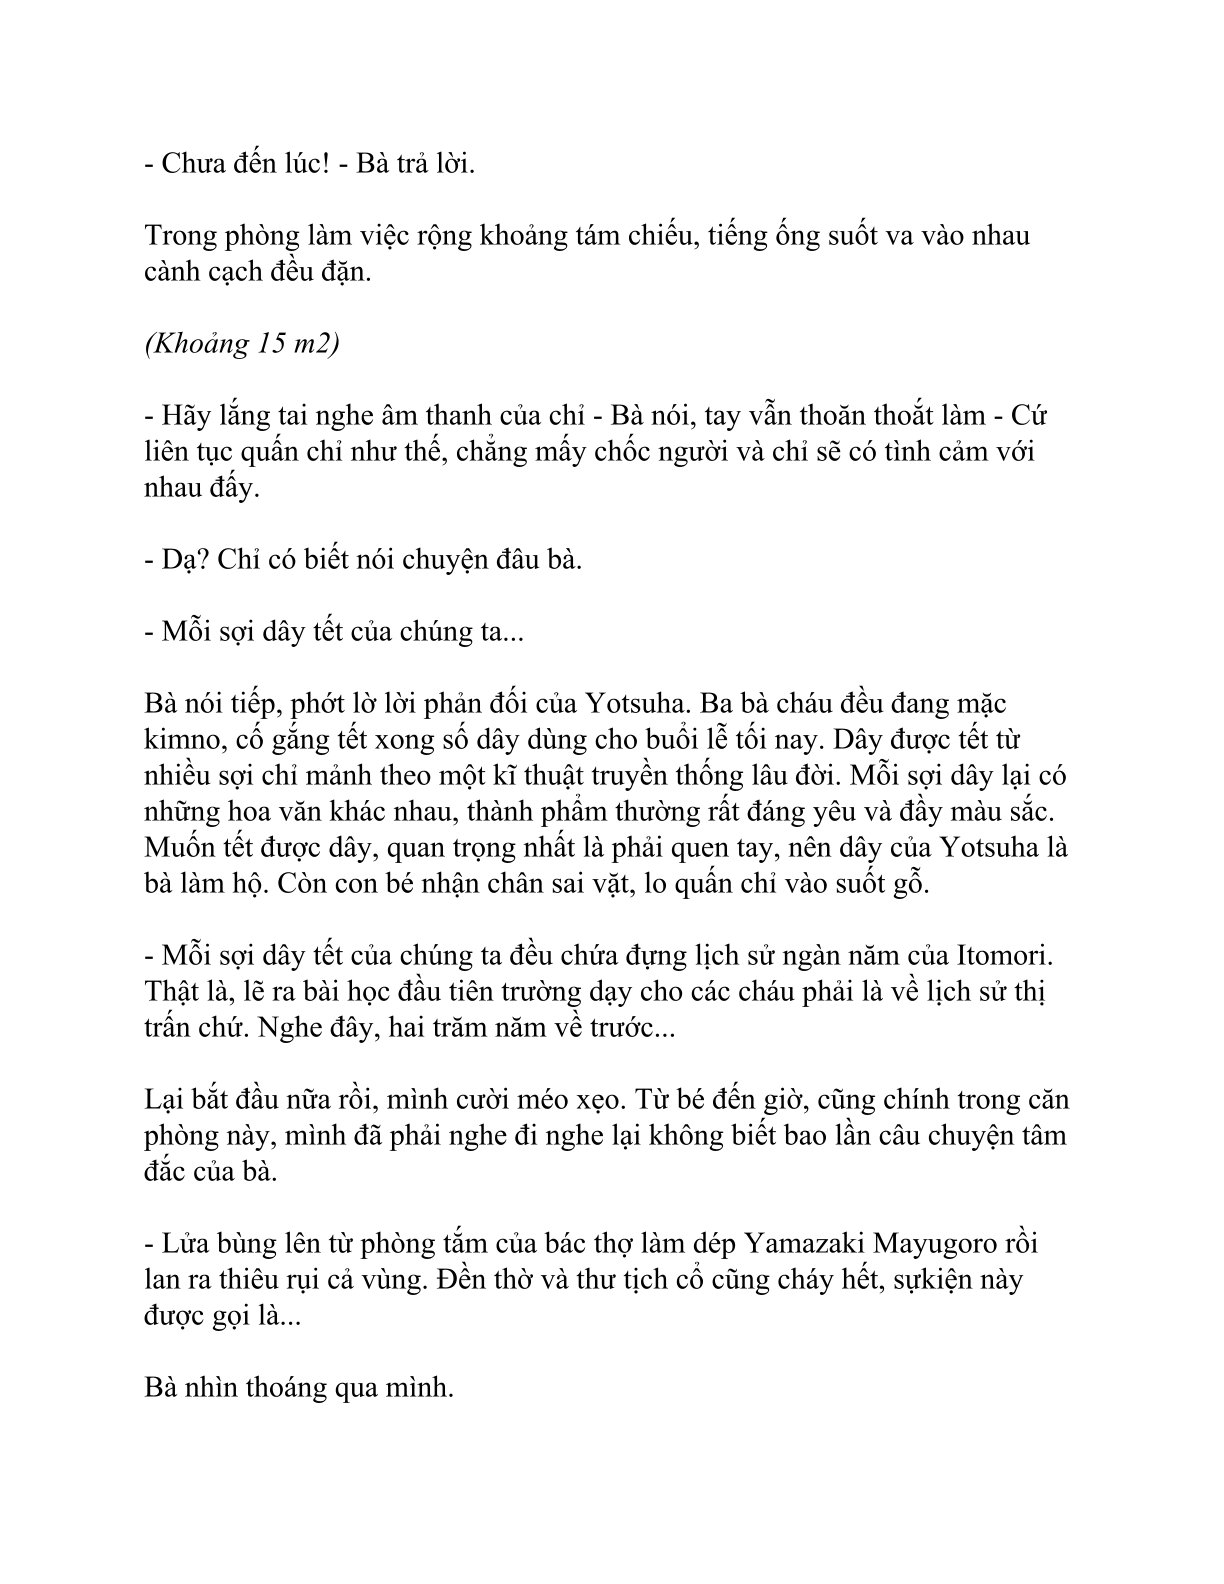 - Chưa đến lúc! - Bà trả lời.
Trong phòng làm việc rộng khoảng tám chiếu, tiếng ống suốt va vào nhau
cành cạch đều đặn.
(Khoảng 15 m2)
- Hãy lắng tai nghe âm thanh của chỉ - Bà nói, tay vẫn thoăn thoắt làm - Cứ
liên tục quấn chỉ như thế, chẳng mấy chốc người và chỉ sẽ có tình cảm với
nhau đấy.
- Dạ? Chỉ có biết nói chuyện đâu bà.
- Mỗi sợi dây tết của chúng ta...
Bà nói tiếp, phớt lờ lời phản đối của Yotsuha. Ba bà cháu đều đang mặc
kimno, cố gắng tết xong số dây dùng cho buổi lễ tối nay. Dây được tết từ
nhiều sợi chỉ mảnh theo một kĩ thuật truyền thống lâu đời. Mỗi sợi dây lại có
những hoa văn khác nhau, thành phẩm thường rất đáng yêu và đầy màu sắc.
Muốn tết được dây, quan trọng nhất là phải quen tay, nên dây của Yotsuha là
bà làm hộ. Còn con bé nhận chân sai vặt, lo quấn chỉ vào suốt gỗ.
- Mỗi sợi dây tết của chúng ta đều chứa đựng lịch sử ngàn năm của Itomori.
Thật là, lẽ ra bài học đầu tiên trường dạy cho các cháu phải là về lịch sử thị
trấn chứ. Nghe đây, hai trăm năm về trước...
Lại bắt đầu nữa rồi, mình cười méo xẹo. Từ bé đến giờ, cũng chính trong căn
phòng này, mình đã phải nghe đi nghe lại không biết bao lần câu chuyện tâm
đắc của bà.
- Lửa bùng lên từ phòng tắm của bác thợ làm dép Yamazaki Mayugoro rồi
lan ra thiêu rụi cả vùng. Đền thờ và thư tịch cổ cũng cháy hết, sựkiện này
được gọi là...
Bà nhìn thoáng qua mình.